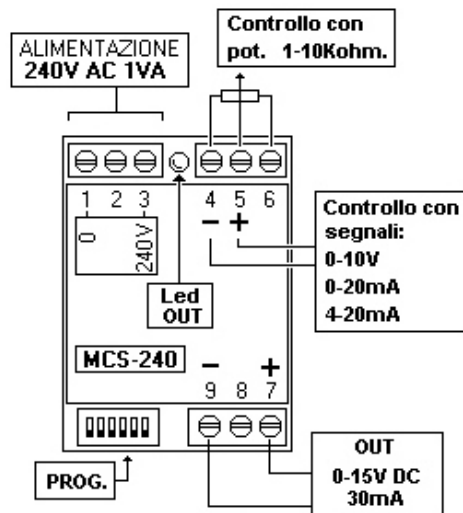 Controllo con
pot. 1-10Kohm.
ALIMENTAZIONE
240V AC 1VA
1 2 3 4 5 6
− +
0 240V
Controllo con
segnali:
0-10V
0-20mA
4-20mA
Led
OUT
MCS-240
− +
9 8 7
PROG.
OUT
0-15V DC
30mA